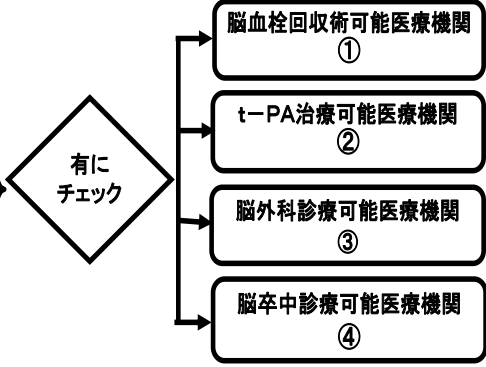 脳血栓回収術可能医療機関
①
t－PA治療可能医療機関
②
有に
チェック
脳外科診療可能医療機関
③
脳卒中診療可能医療機関
④